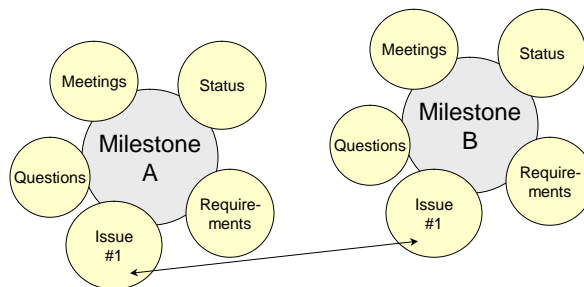 Meetings
Status
Milestone
A
Questions
Require-
ments
Issue
#1
Meetings
Status
Milestone
B
Questions
Require-
ments
Issue
#1